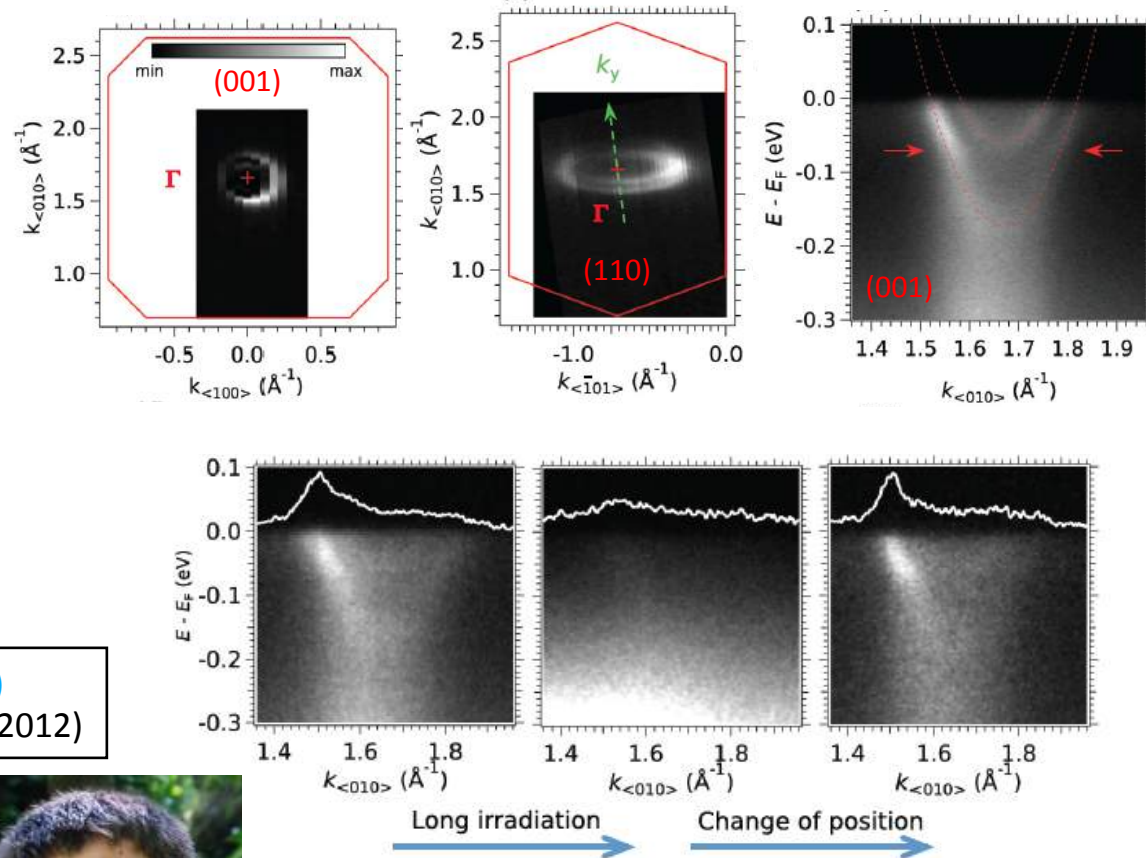 2.5
2.0
1.5
1.0
k<010> (Å-1)
min
max
(001)
Γ
-0.5
0.0
0.5
k<100> (Å-1)
2.5
2.0
1.5
1.0
k<010> (Å-1)
ky
Γ
(110)
-1.0
0.0
k<1̄01> (Å-1)
0.1
0.0
-0.1
-0.2
-0.3
E - EF (eV)
(001)
1.4
1.5
1.6
1.7
1.8
1.9
k<010> (Å-1)
0.1
0.0
-0.1
-0.2
-0.3
E - EF (eV)
1.4
1.6
1.8
k<010> (Å-1)
1.4
1.6
1.8
k<010> (Å-1)
1.4
1.6
1.8
k<010> (Å-1)
2012)
Long irradiation
Change of position